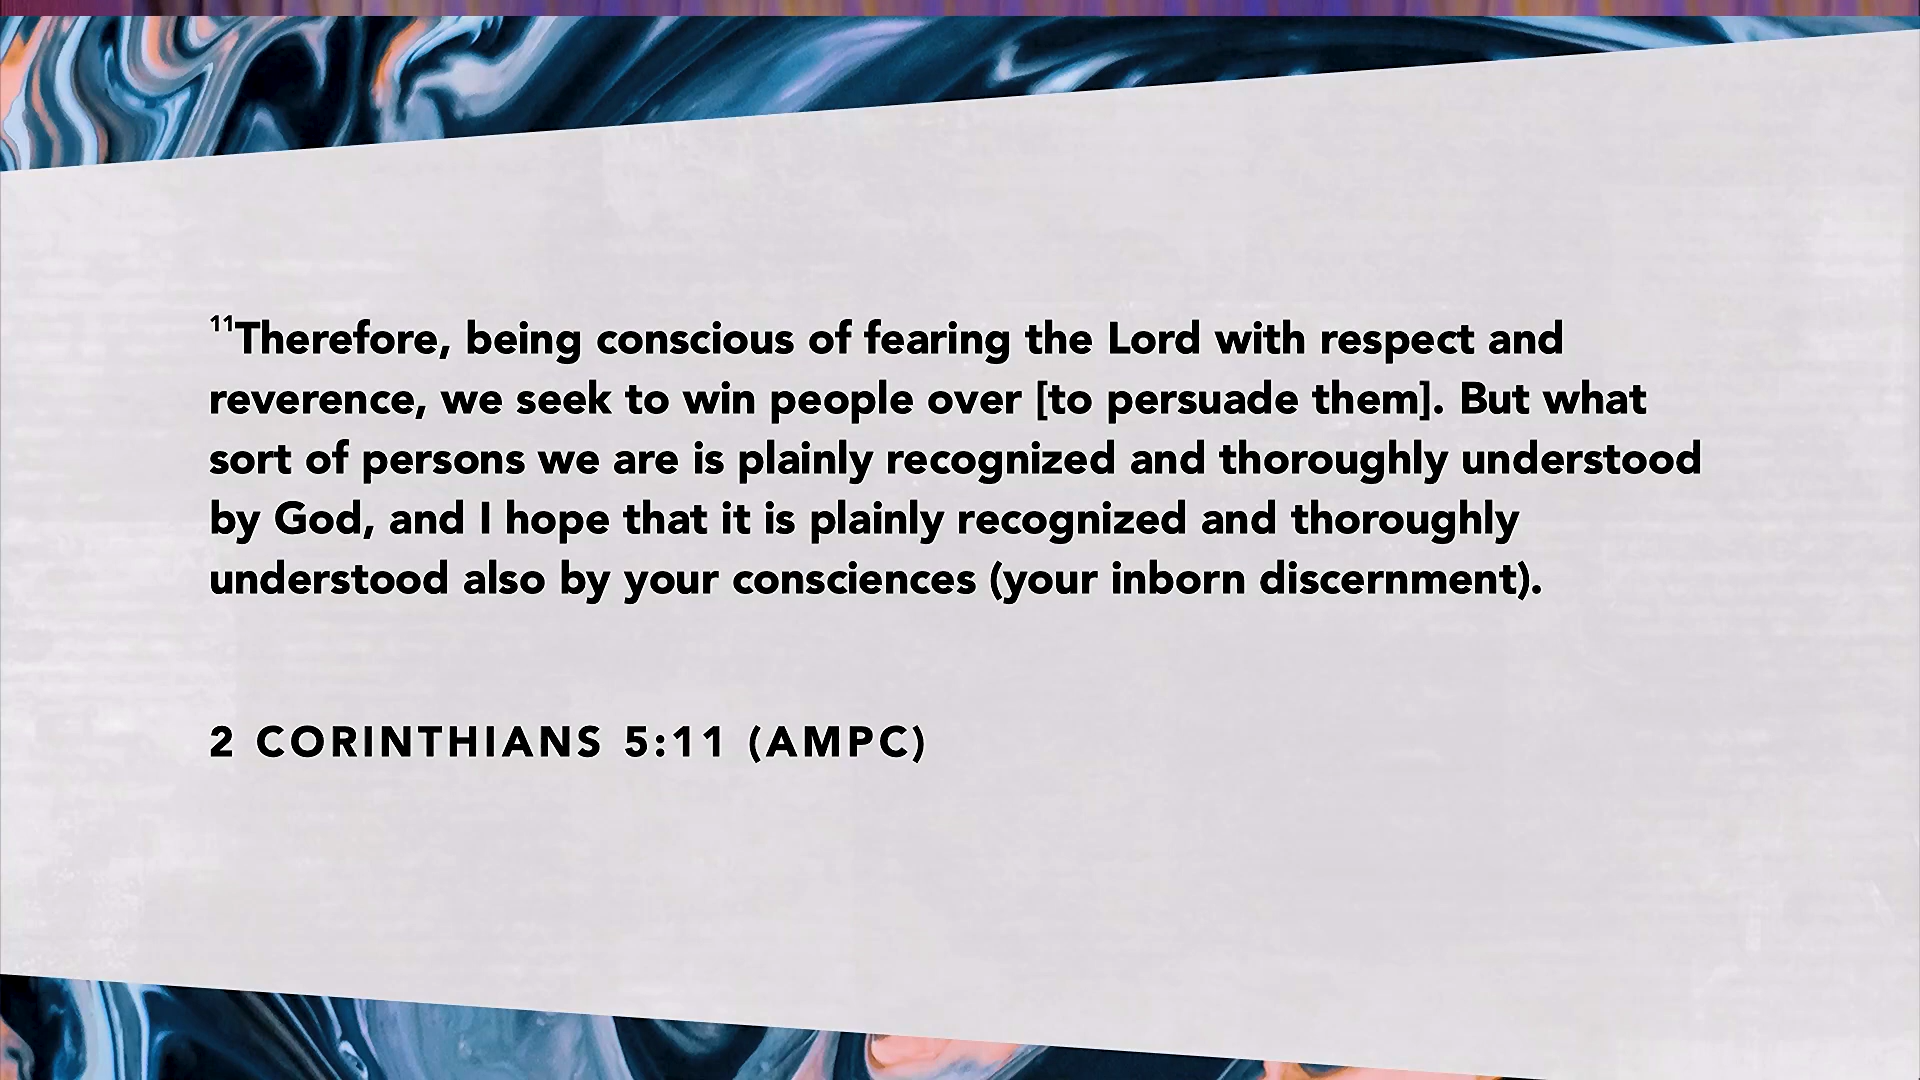 11Therefore, being conscious of fearing the Lord with respect and
reverence, we seek to win people over [to persuade them]. But what
sort of persons we are is plainly recognized and thoroughly understood
by God, and I hope that it is plainly recognized and thoroughly
understood also by your consciences (your inborn discernment).
2 CORINTHIANS 5:11 (AMPC)